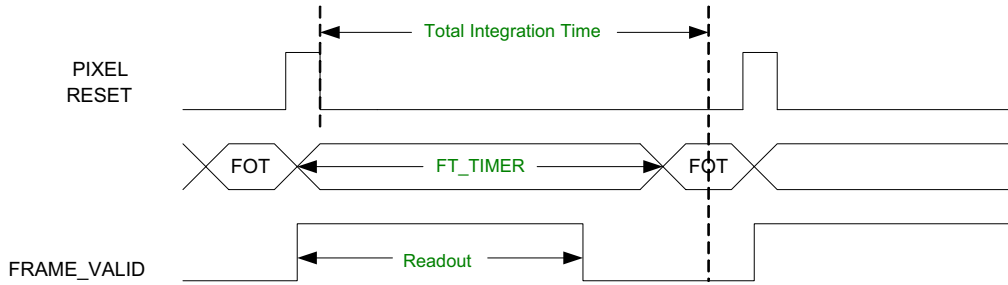 Total Integration Time
PIXEL
RESET
FOT
FT_TIMER
FOT
FRAME_VALID
Readout